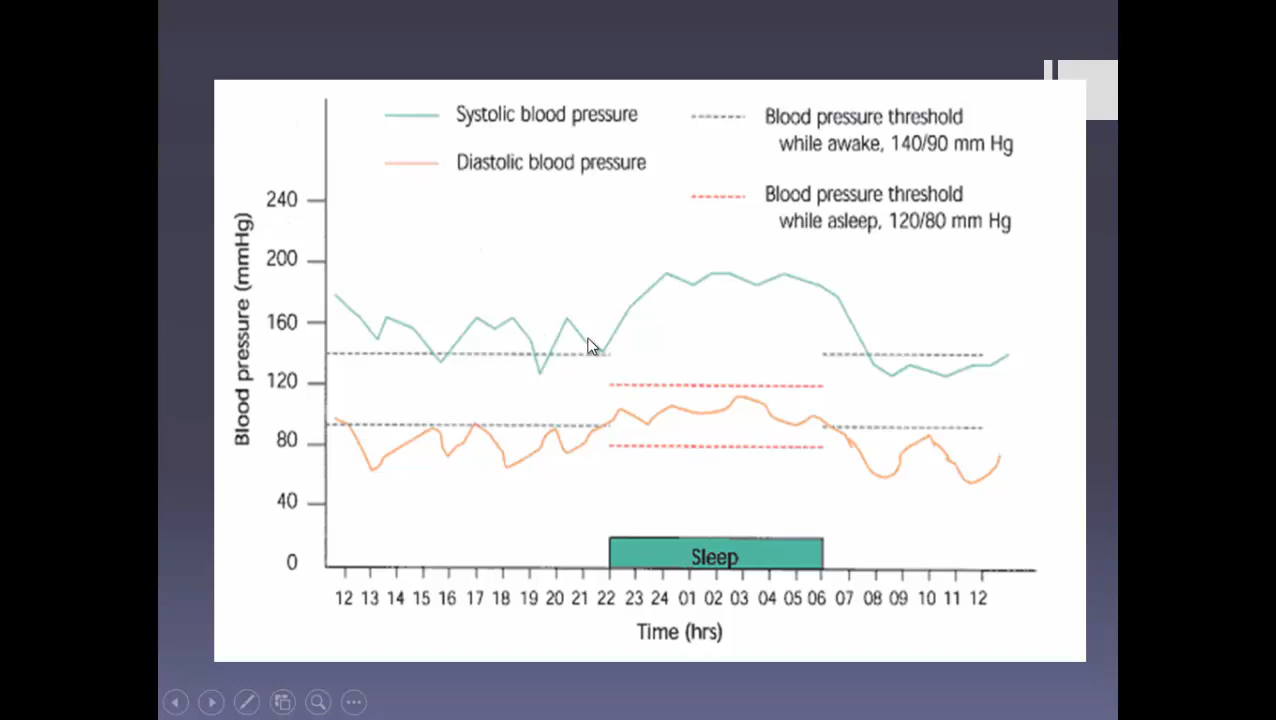 Systolic blood pressure
Diastolic blood pressure
Blood pressure threshold
while awake, 140/90 mm Hg
Blood pressure threshold
while asleep, 120/80 mm Hg
Blood pressure (mmHg)
240
200
160
120
80
40
0
Sleep
12 13 14 15 16 17 18 19 20 21 22 23 24 01 02 03 04 05 06 07 08 09 10 11 12
Time (hrs)